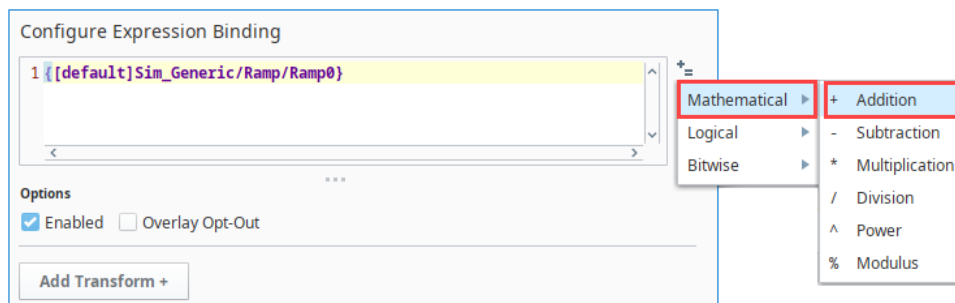 Configure Expression Binding
1 {[default]Sim_Generic/Ramp/Ramp0}
Mathematical
Logical
Bitwise
+ Addition
- Subtraction
* Multiplication
/ Division
^ Power
% Modulus
Options
Enabled Overlay Opt-Out
Add Transform +